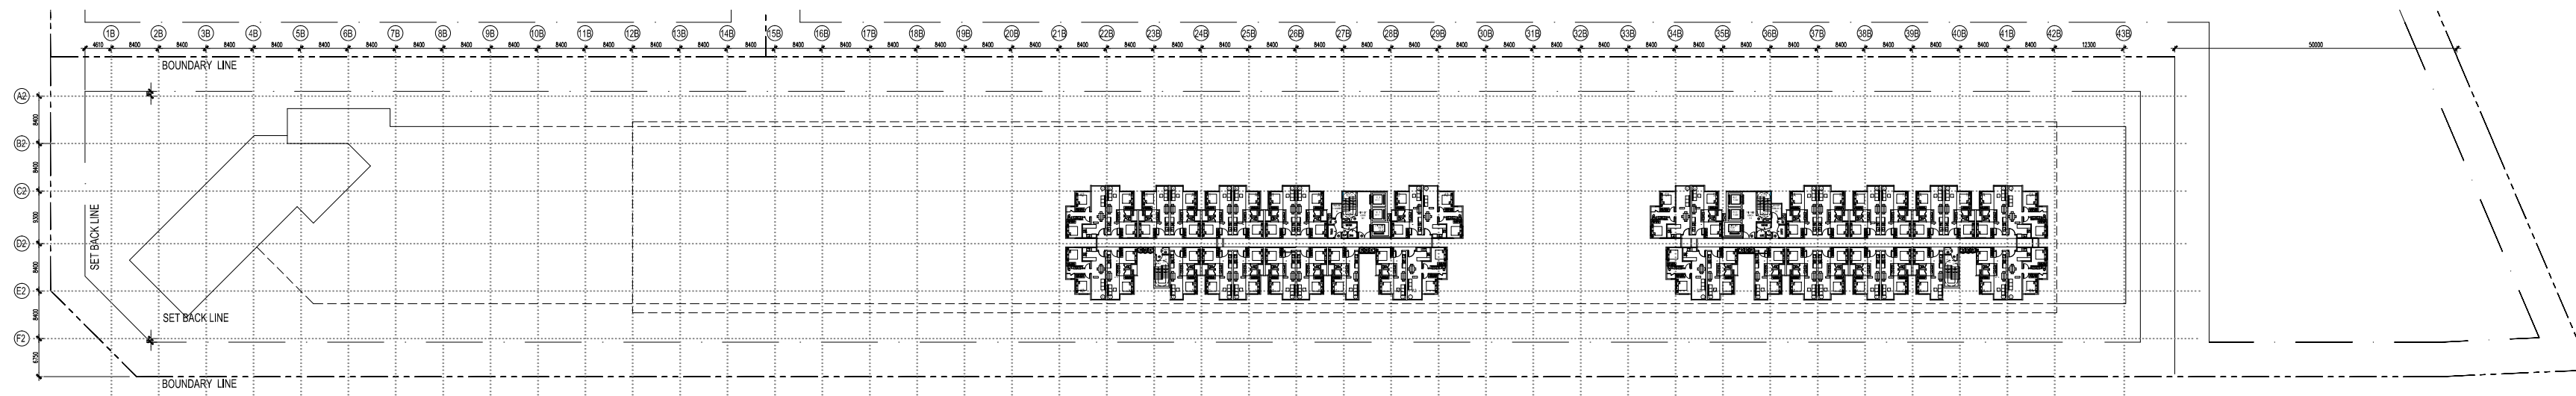 1B 2B 3B 4B 5B 6B 7B 8B 9B 10B 11B 12B 13B 14B 15B 16B 17B 18B 19B 20B 21B 22B 23B 24B 25B 26B 27B 28B 29B 30B 31B 32B 33B 34B 35B 36B 37B 38B 39B 40B 41B 42B 43B
4610 8400 8400 8400 8400 8400 8400 8400 8400 8400 8400 8400 8400 8400 8400 8400 8400 8400 8400 8400 8400 8400 8400 8400 8400 8400 8400 8400 8400 8400 8400 8400 8400 8400 8400 8400 8400 8400 8400 8400 8400 8400 12300 50000
BOUNDARY LINE
A2
8400
B2
8400
C2
9300
D2
8400
E2
8400
F2
6750
SET BACK LINE
SET BACK LINE
BOUNDARY LINE